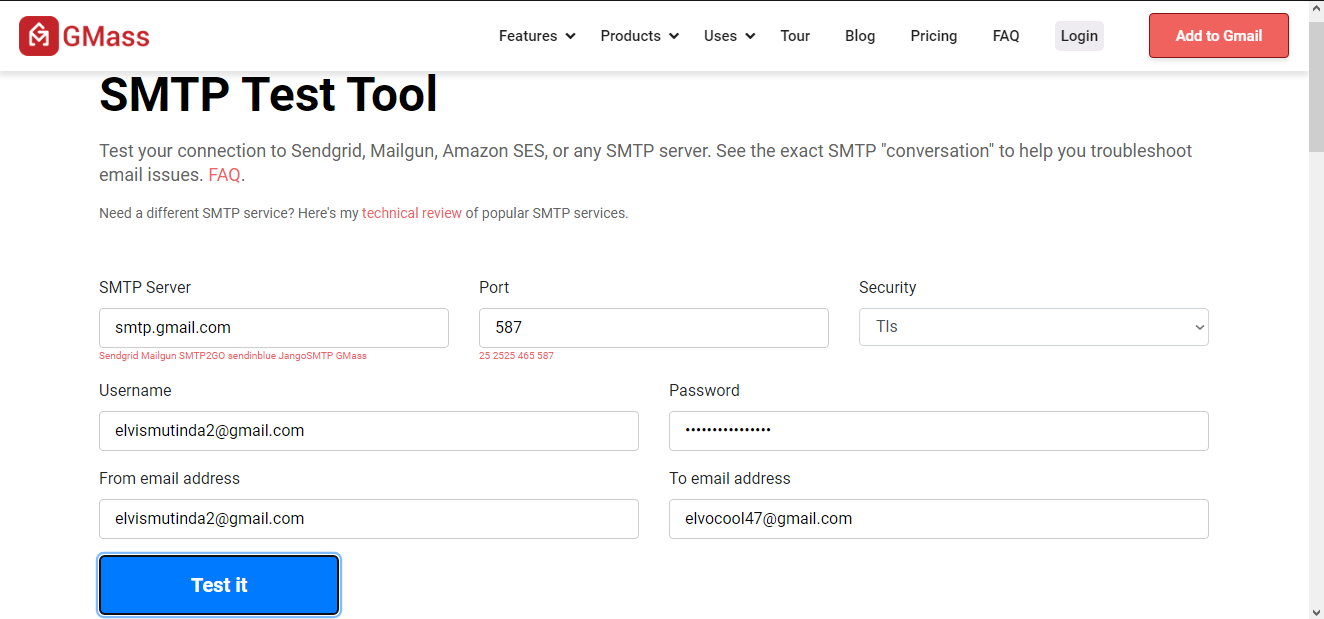 GMass
Features Products Uses Tour Blog Pricing FAQ Login Add to Gmail
SMTP Test Tool
Test your connection to Sendgrid, Mailgun, Amazon SES, or any SMTP server. See the exact SMTP "conversation" to help you troubleshoot
email issues. FAQ.
Need a different SMTP service? Here's my technical review of popular SMTP services.
SMTP Server Port Security
smtp.gmail.com 587 Tls
Sendgrid Mailgun SMTP2GO sendinblue JangoSMTP GMass 25 2525 465 587
Username Password
elvismutinda2@gmail.com ••••••••••••••••
From email address To email address
elvismutinda2@gmail.com elvocool47@gmail.com
Test it